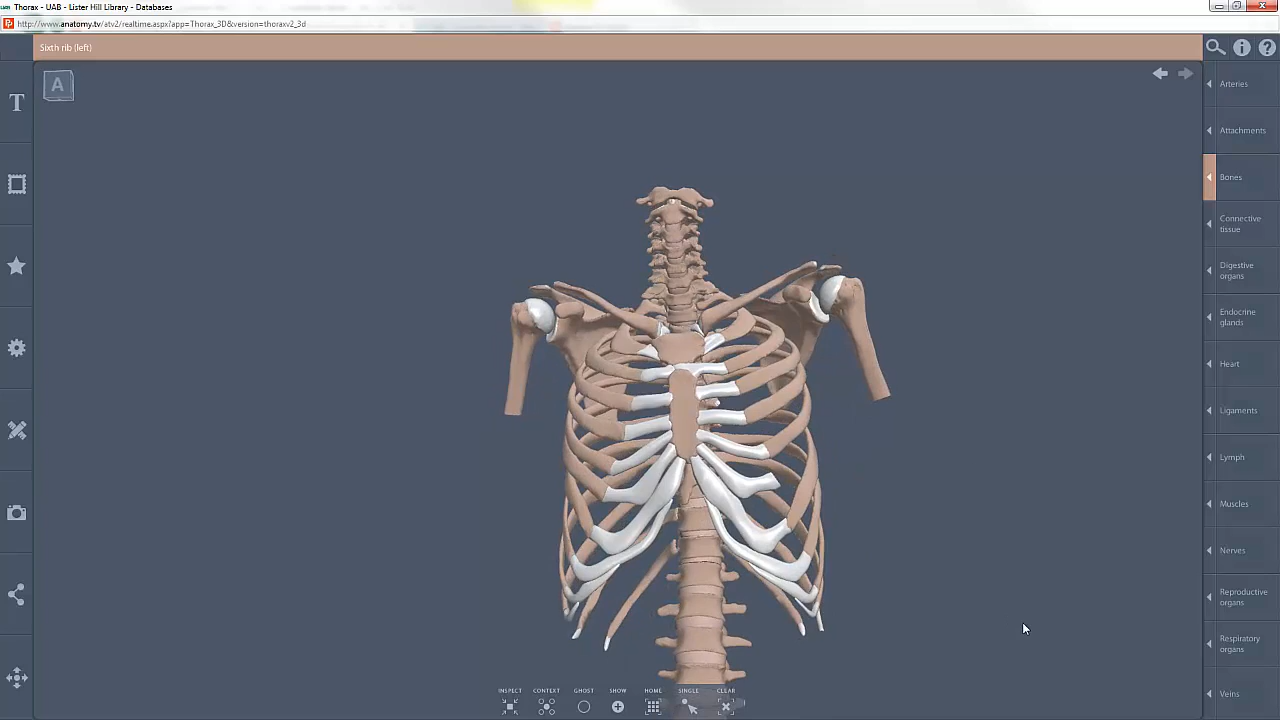 Thorax - UAB - Lister Hill Library - Databases
http://www.anatomy.tv/atv2/realtime.aspx?app=Thorax_3D&version=thoraxv2_3d
Sixth rib (left)
A
T
Arteries
Attachments
Bones
Connective
tissue
Digestive
organs
Endocrine
glands
Heart
Ligaments
Lymph
Muscles
Nerves
Reproductive
organs
Respiratory
organs
Veins
INSPECT CONTEXT GHOST SHOW HOME SINGLE CLEAR